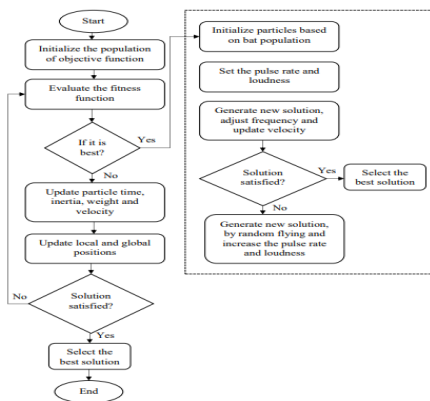 Start
Initialize the population
of objective function
Evaluate the fitness
function
If it is
best?
Yes
No
Update particle time,
inertia, weight and
velocity
Update local and global
positions
No
Solution
satisfied?
Yes
Select the
best solution
End
Initialize particles based
on bat population
Set the pulse rate and
loudness
Generate new solution,
adjust frequency and
update velocity
Solution
satisfied?
Yes
Select the
best solution
No
Generate new solution,
by random flying and
increase the pulse rate
and loudness